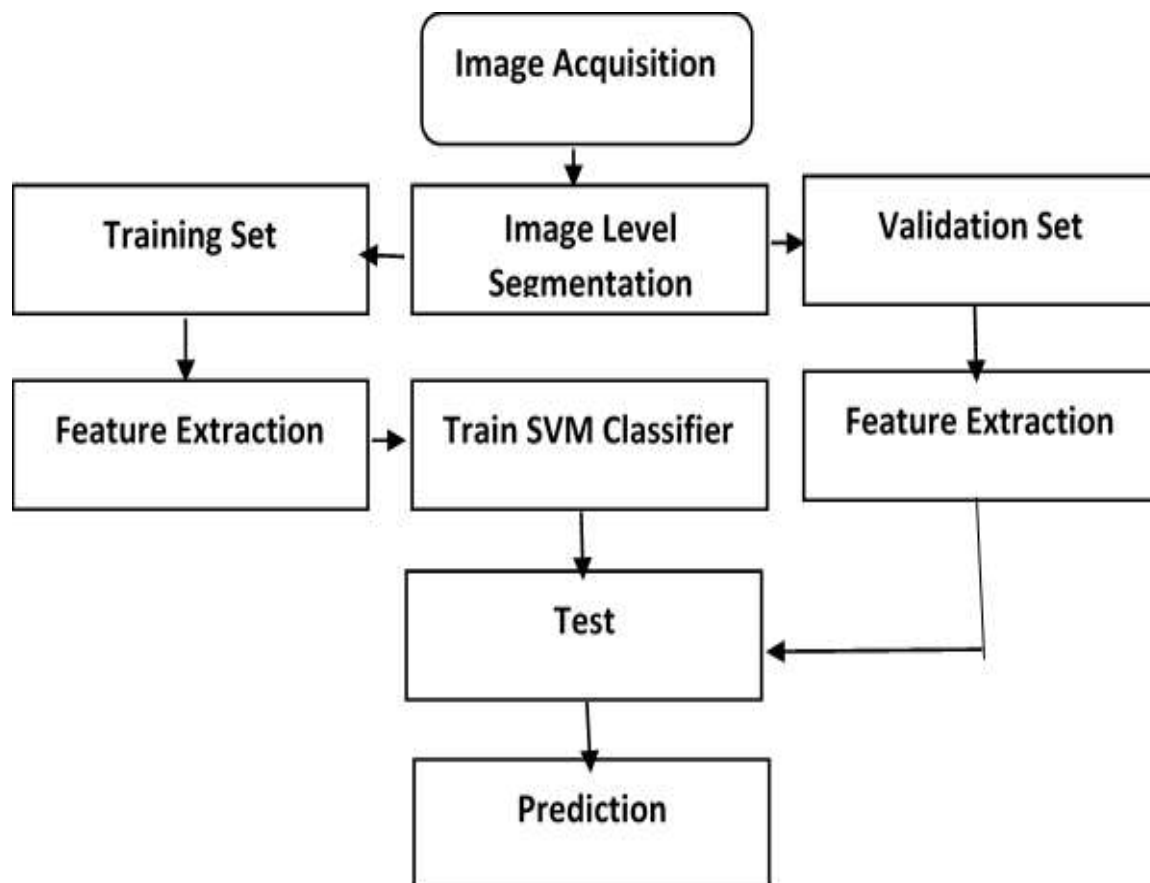 Image Acquisition
Training Set
Image Level
Segmentation
Validation Set
Feature Extraction
Train SVM Classifier
Feature Extraction
Test
Prediction